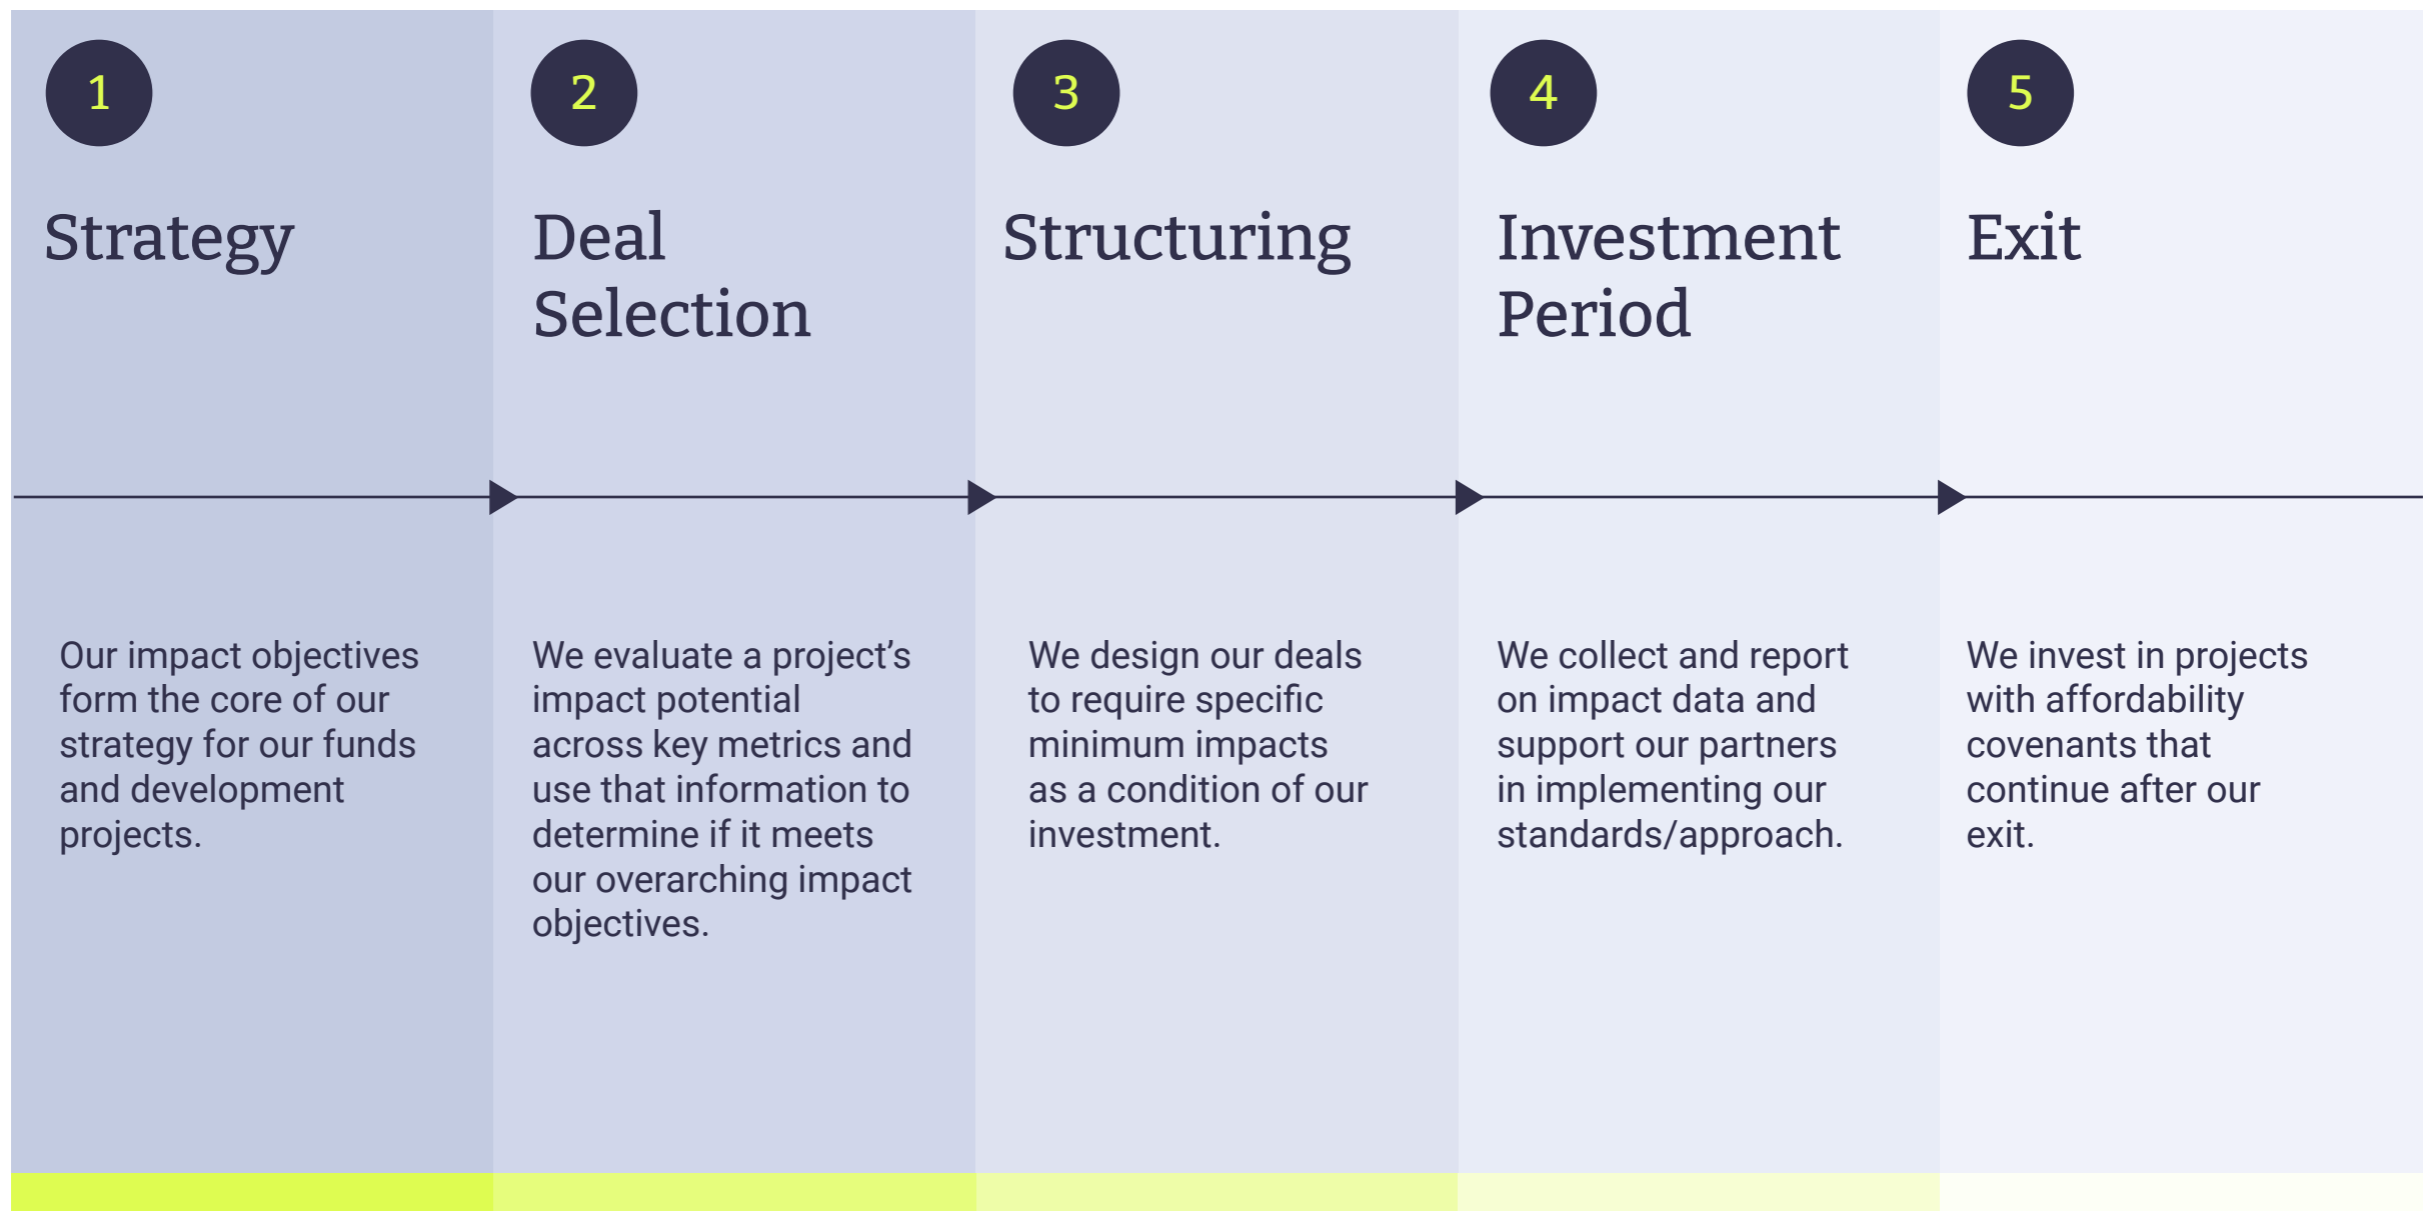 1
Strategy
Our impact objectives
form the core of our
strategy for our funds
and development
projects.
2
Deal
Selection
We evaluate a project’s
impact potential
across key metrics and
use that information to
determine if it meets
our overarching impact
objectives.
3
Structuring
We design our deals
to require specific
minimum impacts
as a condition of our
investment.
4
Investment
Period
We collect and report
on impact data and
support our partners
in implementing our
standards/approach.
5
Exit
We invest in projects
with affordability
covenants that
continue after our
exit.